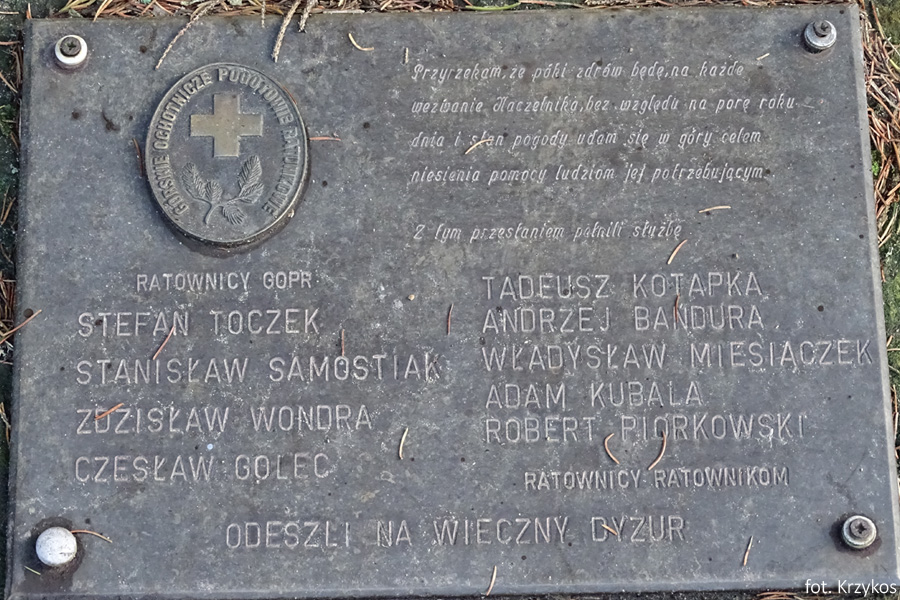 GÓRSKIE OCHOTNICZE POGOTOWIE RATUNKOWE
Przyrzekam, że póki zdrów będę, na każde
wezwanie Naczelnika, bez względu na porę roku
dnia i stan pogody udam się w góry celem
niesienia pomocy ludziom jej potrzebującym
Z tym przesłaniem pełnili służbę
RATOWNICY GOPR
STEFAN TOCZEK
STANISŁAW SAMOSTIAK
ZDZISŁAW WONDRA
CZESŁAW GOLEC
TADEUSZ KOTAPKA
ANDRZEJ BANDURA
WŁADYSŁAW MIESIĄCZEK
ADAM KUBALA
ROBERT PIORKOWSKI
RATOWNICY-RATOWNIKOM
ODESZLI NA WIECZNY DYŻUR
fot. Krzykos